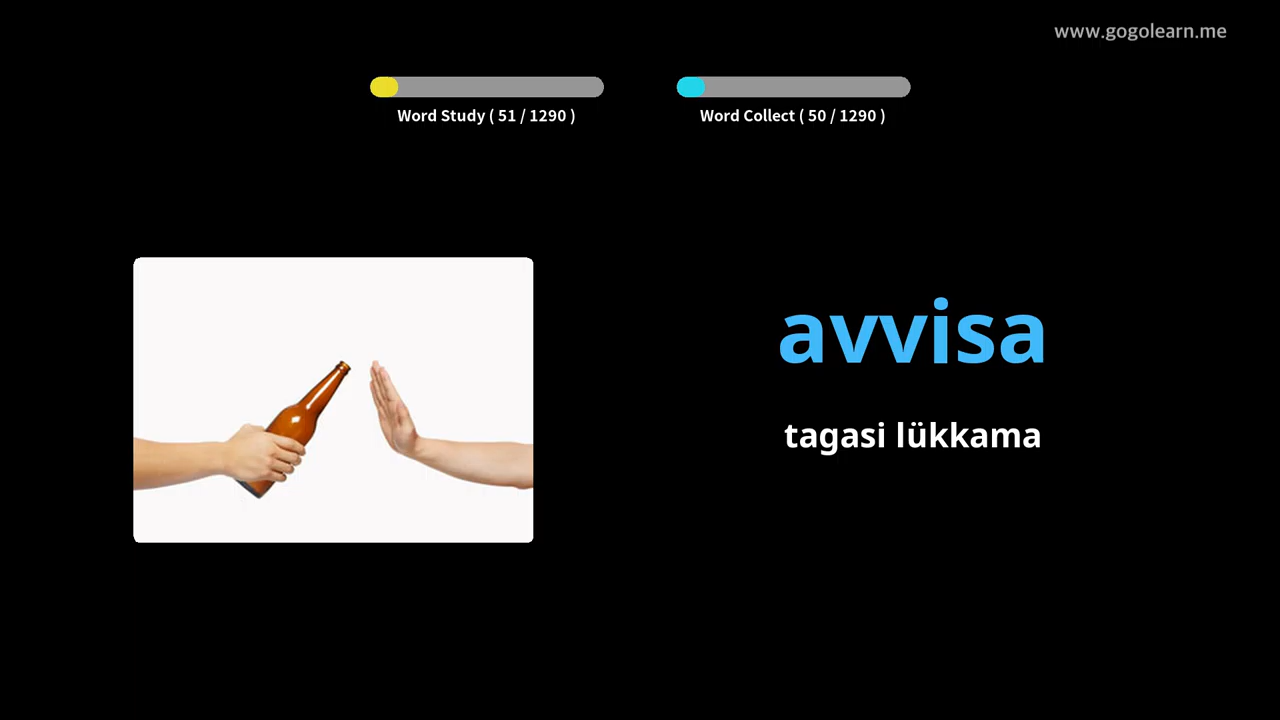 www.gogolearn.me
Word Study ( 51 / 1290 )
Word Collect ( 50 / 1290 )
avvisa
tagasi lükkama